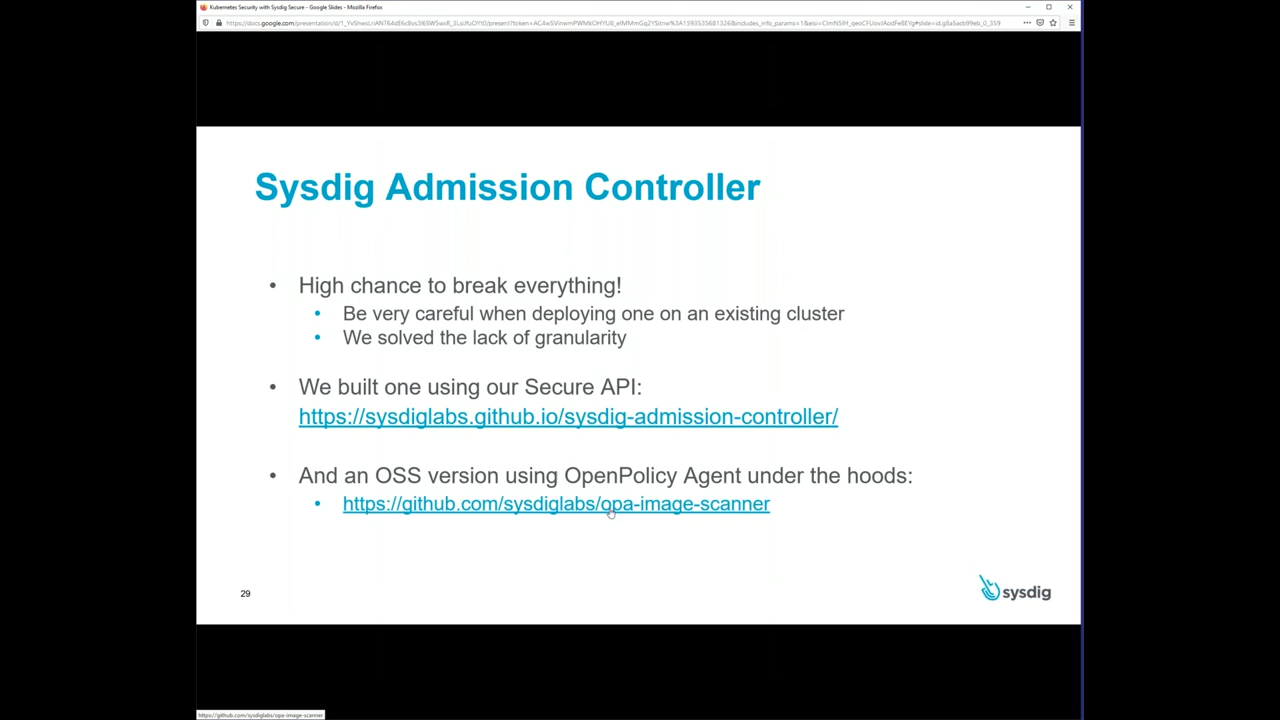 Kubernetes Security with Sysdig Secure - Google Slides - Mozilla Firefox
Sysdig Admission Controller
• High chance to break everything!
• Be very careful when deploying one on an existing cluster
• We solved the lack of granularity
• We built one using our Secure API:
https://sysdiglabs.github.io/sysdig-admission-controller/
• And an OSS version using OpenPolicy Agent under the hoods:
• https://github.com/sysdiglabs/opa-image-scanner
29
sysdig
https://github.com/sysdiglabs/opa-image-scanner